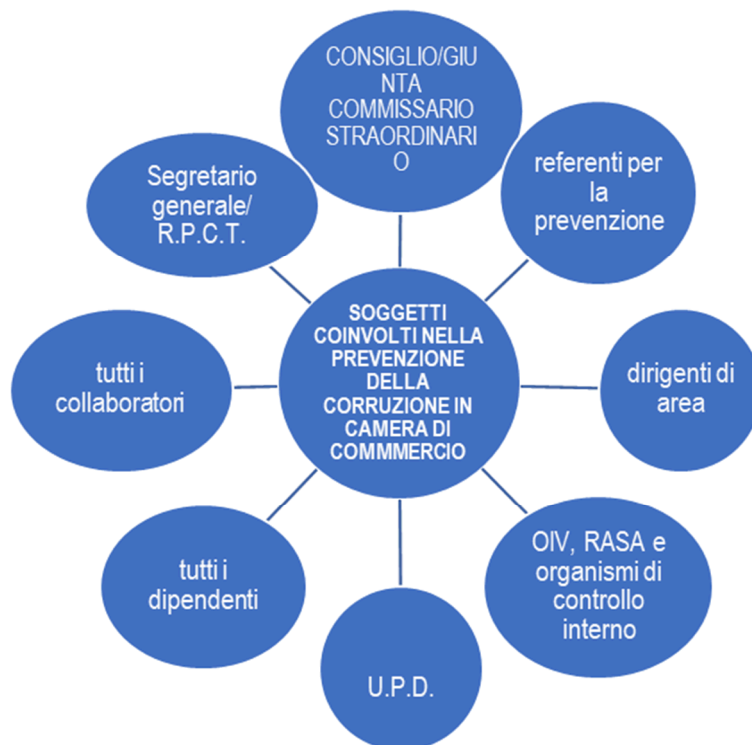 CONSIGLIO/GIU
NTA
COMMISSARIO
STRAORDINARI
O
referenti per
la
prevenzione
dirigenti di
area
OIV, RASA e
organismi di
controllo
interno
U.P.D.
tutti i
dipendenti
tutti i
collaboratori
Segretario
generale/
R.P.C.T.
SOGGETTI
COINVOLTI NELLA
PREVENZIONE
DELLA
CORRUZIONE IN
CAMERA DI
COMMMERCIO